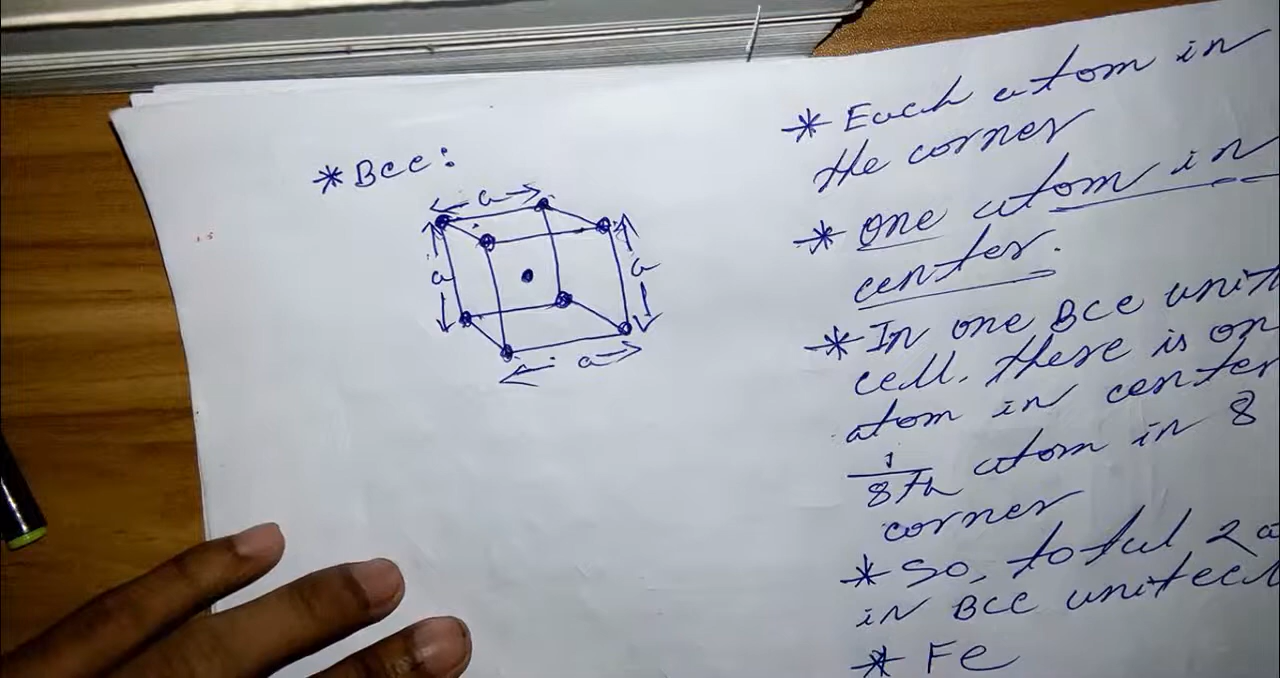 * BCC:
a
a
a
a
* Each atom in
the corner
* one atom in
center.
* In one BCC unit
cell, there is on
atom in center
1/8th atom in 8
corner
* So, total 2 a
in BCC unitcell
* Fe